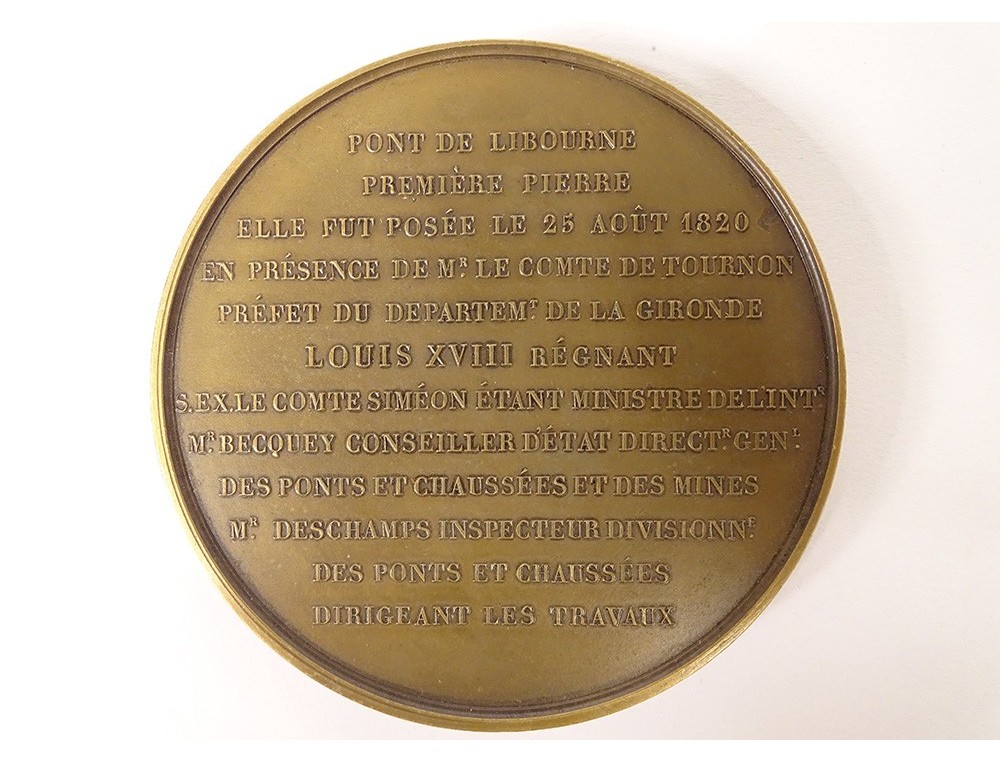 PONT DE LIBOURNE
PREMIÈRE PIERRE
ELLE FUT POSÉE LE 25 AOÛT 1820
EN PRÉSENCE DE MR. LE COMTE DE TOURNON
PRÉFET DU DEPARTEMT. DE LA GIRONDE
LOUIS XVIII RÉGNANT
S.EX.LE COMTE SIMÉON ÉTANT MINISTRE DE L'INTR.
MR. BECQUEY CONSEILLER D'ÉTAT DIRECTR. GENL.
DES PONTS ET CHAUSSÉES ET DES MINES
MR. DESCHAMPS INSPECTEUR DIVISIONNE.
DES PONTS ET CHAUSSÉES
DIRIGEANT LES TRAVAUX